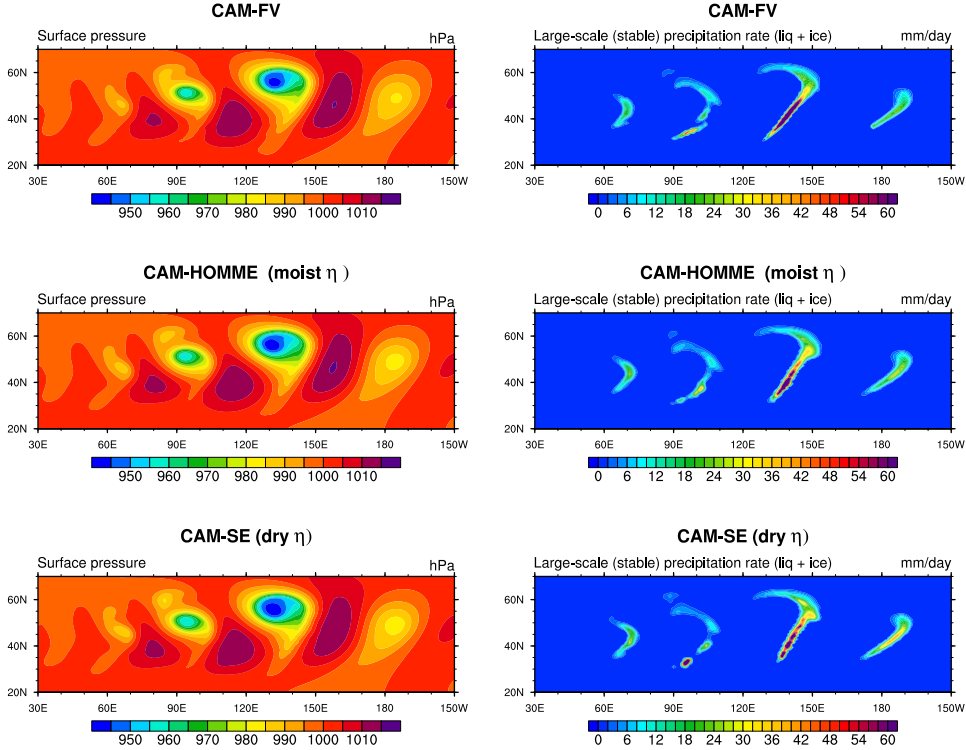 CAM-FV
Surface pressure hPa
60N
40N
20N
30E 60E 90E 120E 150E 180 150W
950 960 970 980 990 1000 1010
CAM-FV
Large-scale (stable) precipitation rate (liq + ice) mm/day
60N
40N
20N
30E 60E 90E 120E 150E 180 150W
0 6 12 18 24 30 36 42 48 54 60
CAM-HOMME (moist η )
Surface pressure hPa
60N
40N
20N
30E 60E 90E 120E 150E 180 150W
950 960 970 980 990 1000 1010
CAM-HOMME (moist η )
Large-scale (stable) precipitation rate (liq + ice) mm/day
60N
40N
20N
30E 60E 90E 120E 150E 180 150W
0 6 12 18 24 30 36 42 48 54 60
CAM-SE (dry η)
Surface pressure hPa
60N
40N
20N
30E 60E 90E 120E 150E 180 150W
950 960 970 980 990 1000 1010
CAM-SE (dry η)
Large-scale (stable) precipitation rate (liq + ice) mm/day
60N
40N
20N
30E 60E 90E 120E 150E 180 150W
0 6 12 18 24 30 36 42 48 54 60